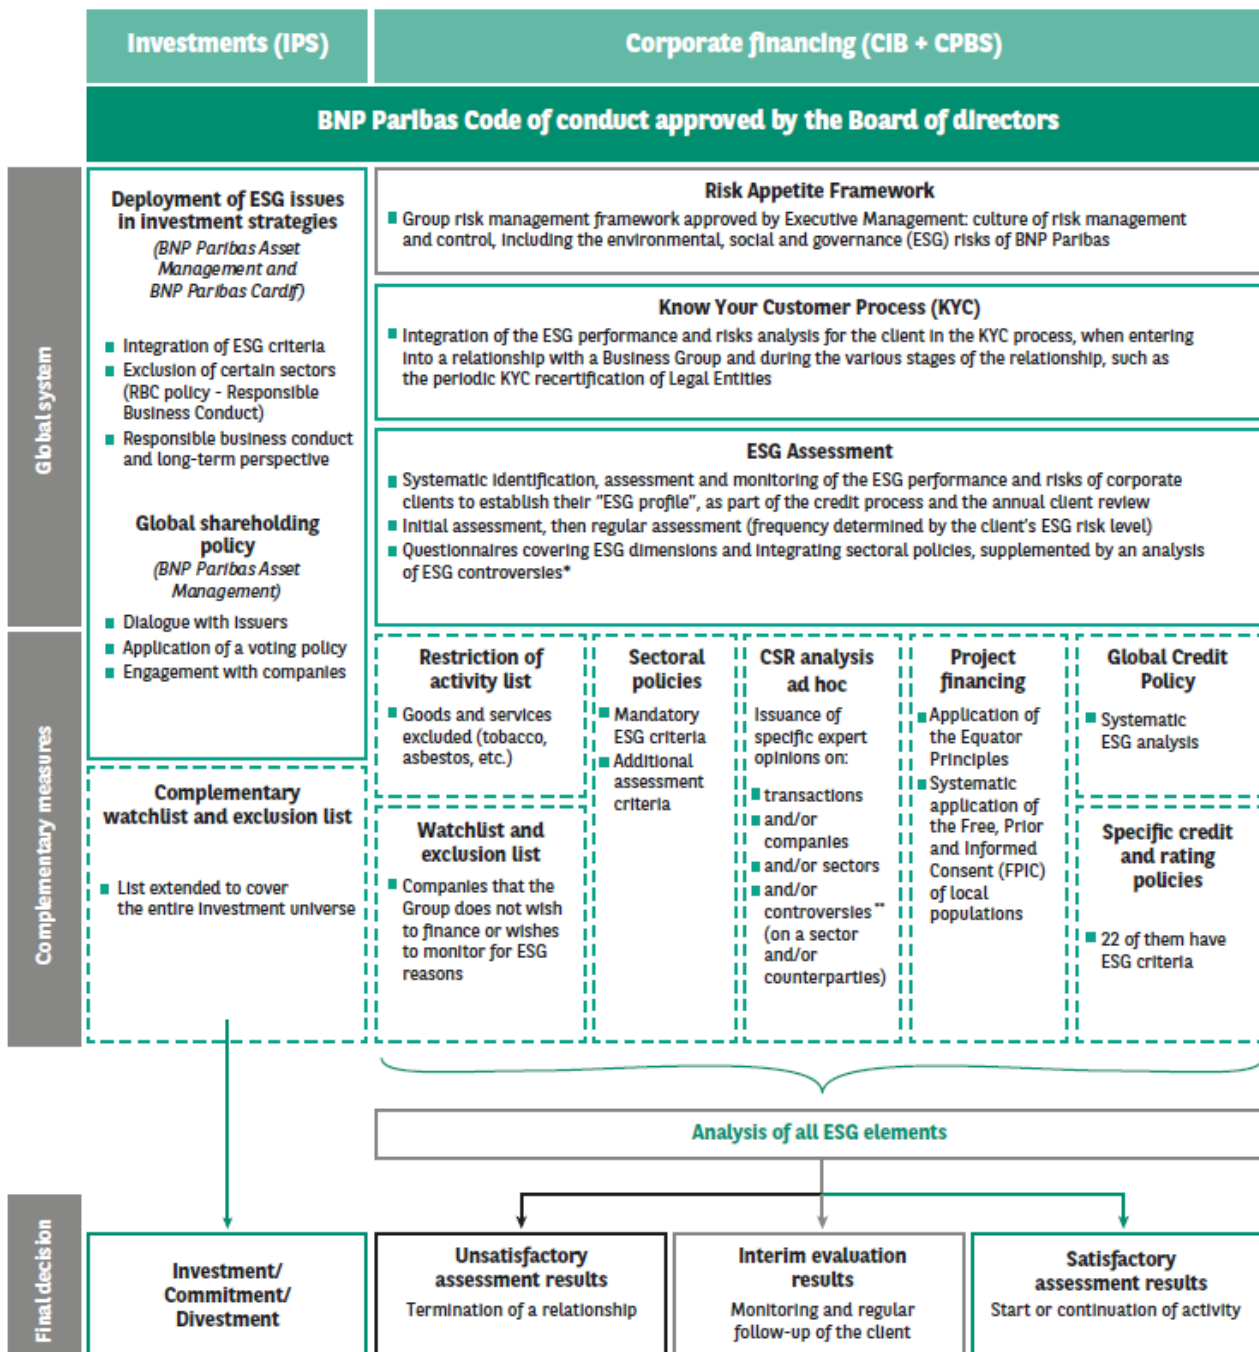 Investments (IPS)
Corporate financing (CIB + CPBS)
BNP Paribas Code of conduct approved by the Board of directors
Global system
Deployment of ESG issues
in investment strategies
(BNP Paribas Asset
Management and
BNP Paribas Cardif)
Integration of ESG criteria
Exclusion of certain sectors
(RBC policy - Responsible
Business Conduct)
Responsible business conduct
and long-term perspective
Global shareholding
policy
(BNP Paribas Asset
Management)
Dialogue with issuers
Application of a voting policy
Engagement with companies
Risk Appetite Framework
Group risk management framework approved by Executive Management: culture of risk management
and control, including the environmental, social and governance (ESG) risks of BNP Paribas
Know Your Customer Process (KYC)
Integration of the ESG performance and risks analysis for the client in the KYC process, when entering
into a relationship with a Business Group and during the various stages of the relationship, such as
the periodic KYC recertification of Legal Entities
ESG Assessment
Systematic identification, assessment and monitoring of the ESG performance and risks of corporate
clients to establish their "ESG profile", as part of the credit process and the annual client review
Initial assessment, then regular assessment (frequency determined by the client's ESG risk level)
Questionnaires covering ESG dimensions and integrating sectoral policies, supplemented by an analysis
of ESG controversies*
Complementary measures
Complementary
watchlist and exclusion list
List extended to cover
the entire investment universe
Restriction of
activity list
Goods and services
excluded (tobacco,
asbestos, etc.)
Watchlist and
exclusion list
Companies that the
Group does not wish
to finance or wishes
to monitor for ESG
reasons
Sectoral
policies
Mandatory
ESG criteria
Additional
assessment
criteria
CSR analysis
ad hoc
Issuance of
specific expert
opinions on:
transactions
and/or
companies
and/or sectors
and/or
controversies**
(on a sector
and/or
counterparties)
Project
financing
Application of
the Equator
Principles
Systematic
application of
the Free, Prior
and Informed
Consent (FPIC)
of local
populations
Global Credit
Policy
Systematic
ESG analysis
Specific credit
and rating
policies
22 of them have
ESG criteria
Analysis of all ESG elements
Final decision
Investment/
Commitment/
Divestment
Unsatisfactory
assessment results
Termination of a relationship
Interim evaluation
results
Monitoring and regular
follow-up of the client
Satisfactory
assessment results
Start or continuation of activity